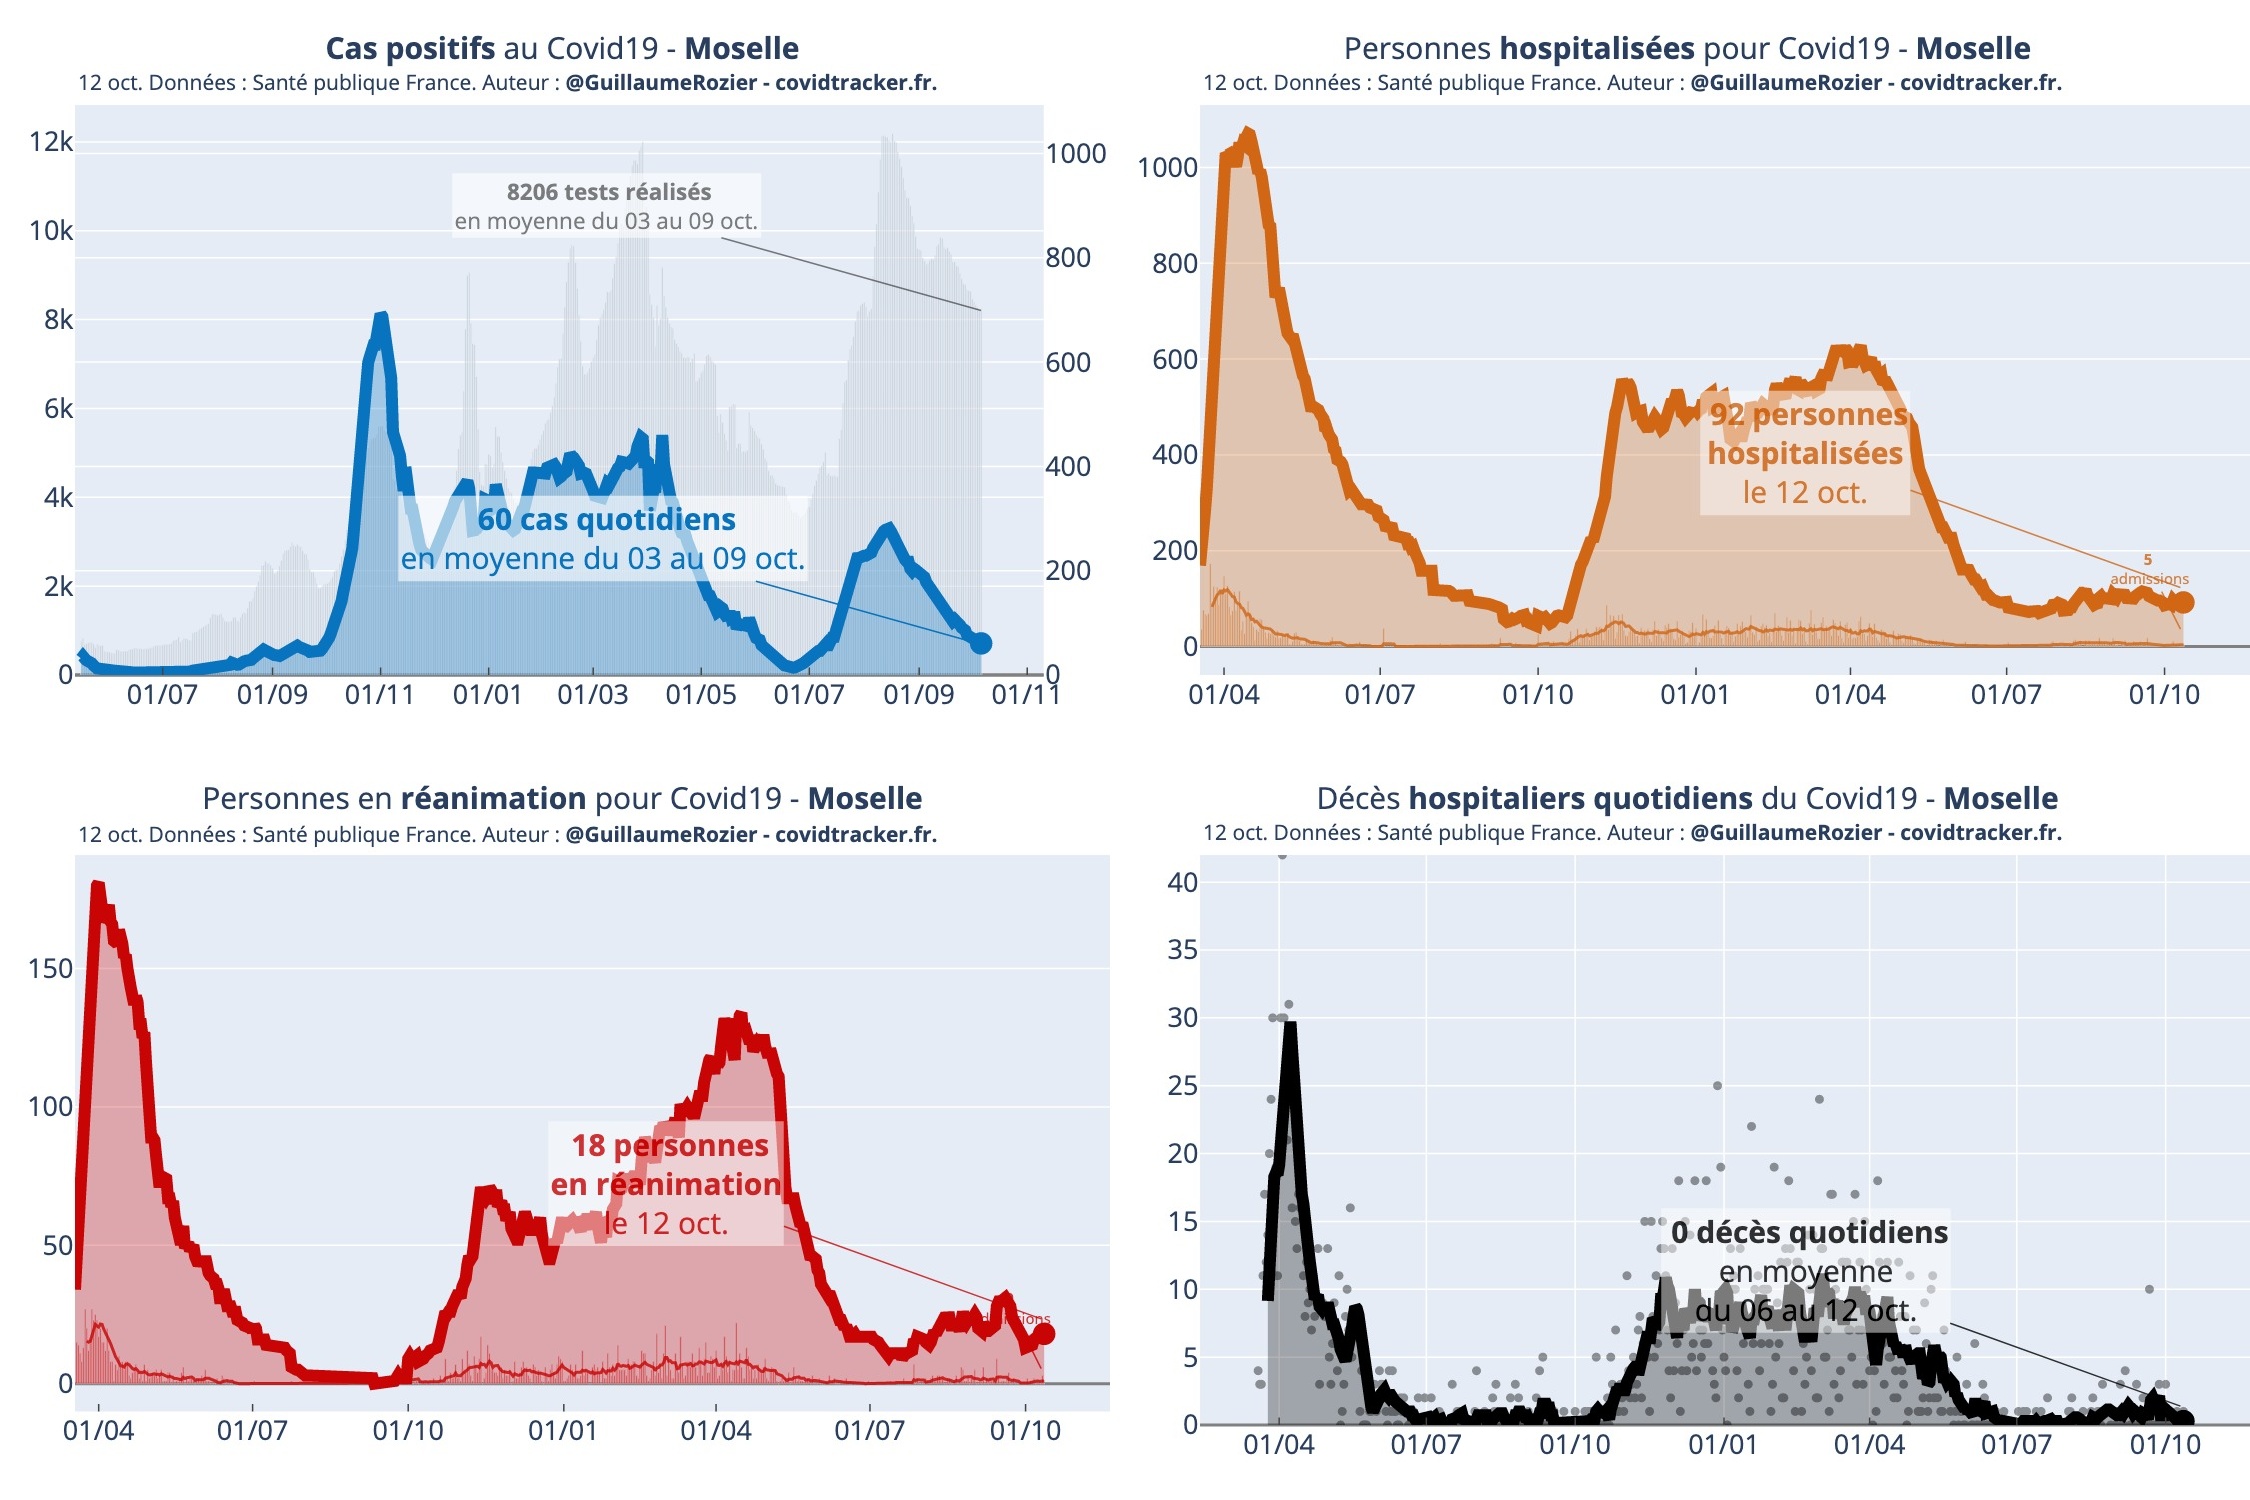 Cas positifs au Covid19 - Moselle
12 oct. Données : Santé publique France. Auteur : @GuillaumeRozier - covidtracker.fr.
12k
10k
8k
6k
4k
2k
0
1000
800
600
400
200
0
8206 tests réalisés
en moyenne du 03 au 09 oct.
60 cas quotidiens
en moyenne du 03 au 09 oct.
01/07
01/09
01/11
01/01
01/03
01/05
01/07
01/09
01/11
Personnes hospitalisées pour Covid19 - Moselle
12 oct. Données : Santé publique France. Auteur : @GuillaumeRozier - covidtracker.fr.
1000
800
600
400
200
0
92 personnes
hospitalisées
le 12 oct.
5
admissions
01/04
01/07
01/10
01/01
01/04
01/07
01/10
Personnes en réanimation pour Covid19 - Moselle
12 oct. Données : Santé publique France. Auteur : @GuillaumeRozier - covidtracker.fr.
150
100
50
0
18 personnes
en réanimation
le 12 oct.
01/04
01/07
01/10
01/01
01/04
01/07
01/10
Décès hospitaliers quotidiens du Covid19 - Moselle
12 oct. Données : Santé publique France. Auteur : @GuillaumeRozier - covidtracker.fr.
40
35
30
25
20
15
10
5
0
0 décès quotidiens
en moyenne
du 06 au 12 oct.
01/04
01/07
01/10
01/01
01/04
01/07
01/10